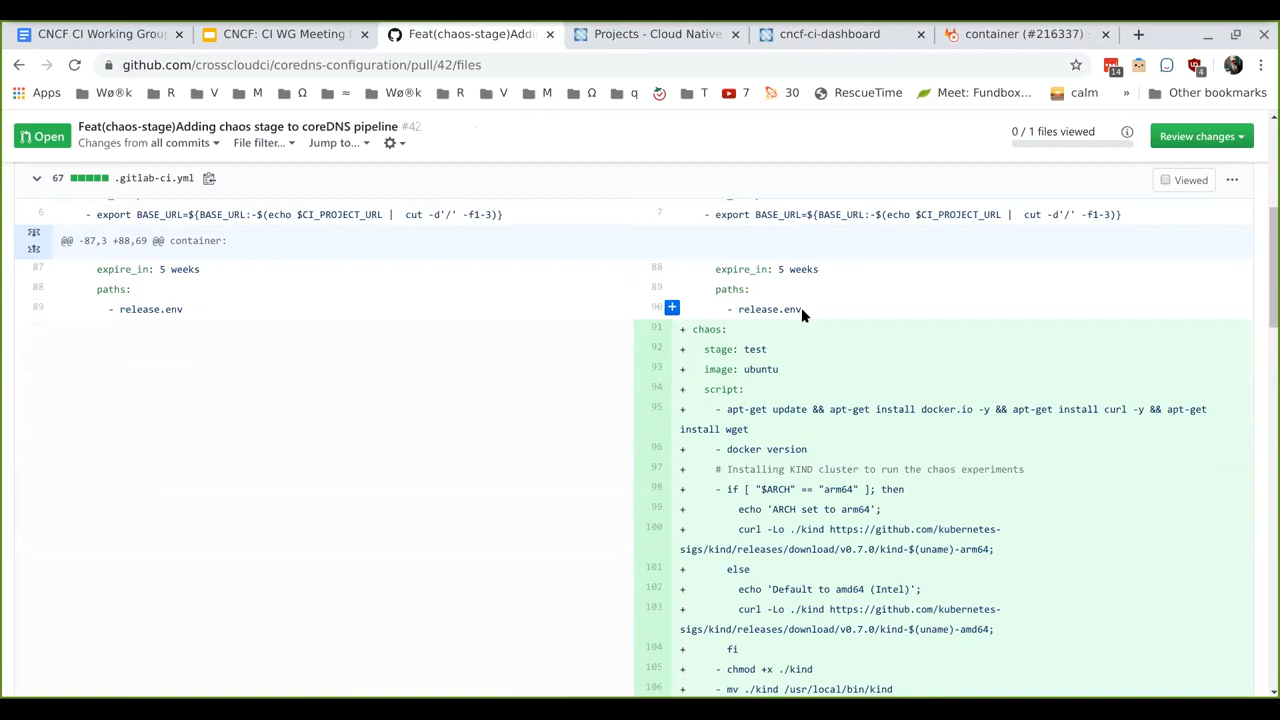 CNCF CI Working Grou
CNCF: CI WG Meeting
Feat(chaos-stage)Addi
Projects - Cloud Native
cncf-ci-dashboard
container (#216337)
github.com/crosscloudci/coredns-configuration/pull/42/files
14
4
Apps
Wø®k
R
V
M
Ω
≈
Wø®k
R
V
M
Ω
q
T
7
30
RescueTime
Meet: Fundbox...
calm
»
Other bookmarks
Open
Feat(chaos-stage)Adding chaos stage to coreDNS pipeline #42
Changes from all commits
File filter...
Jump to...
0 / 1 files viewed
Review changes
67
.gitlab-ci.yml
Viewed
6 - export BASE_URL=${BASE_URL:-$(echo $CI_PROJECT_URL | cut -d'/' -f1-3)}
7 - export BASE_URL=${BASE_URL:-$(echo $CI_PROJECT_URL | cut -d'/' -f1-3)}
@@ -87,3 +88,69 @@ container:
87 expire_in: 5 weeks
88 expire_in: 5 weeks
88 paths:
89 paths:
89 - release.env
90 - release.env
91 + chaos:
92 + stage: test
93 + image: ubuntu
94 + script:
95 + - apt-get update && apt-get install docker.io -y && apt-get install curl -y && apt-get
install wget
96 + - docker version
97 + # Installing KIND cluster to run the chaos experiments
98 + - if [ "$ARCH" == "arm64" ]; then
99 + echo 'ARCH set to arm64';
100 + curl -Lo ./kind https://github.com/kubernetes-
sigs/kind/releases/download/v0.7.0/kind-$(uname)-arm64;
101 + else
102 + echo 'Default to amd64 (Intel)';
103 + curl -Lo ./kind https://github.com/kubernetes-
sigs/kind/releases/download/v0.7.0/kind-$(uname)-amd64;
104 + fi
105 + - chmod +x ./kind
106 + - mv ./kind /usr/local/bin/kind